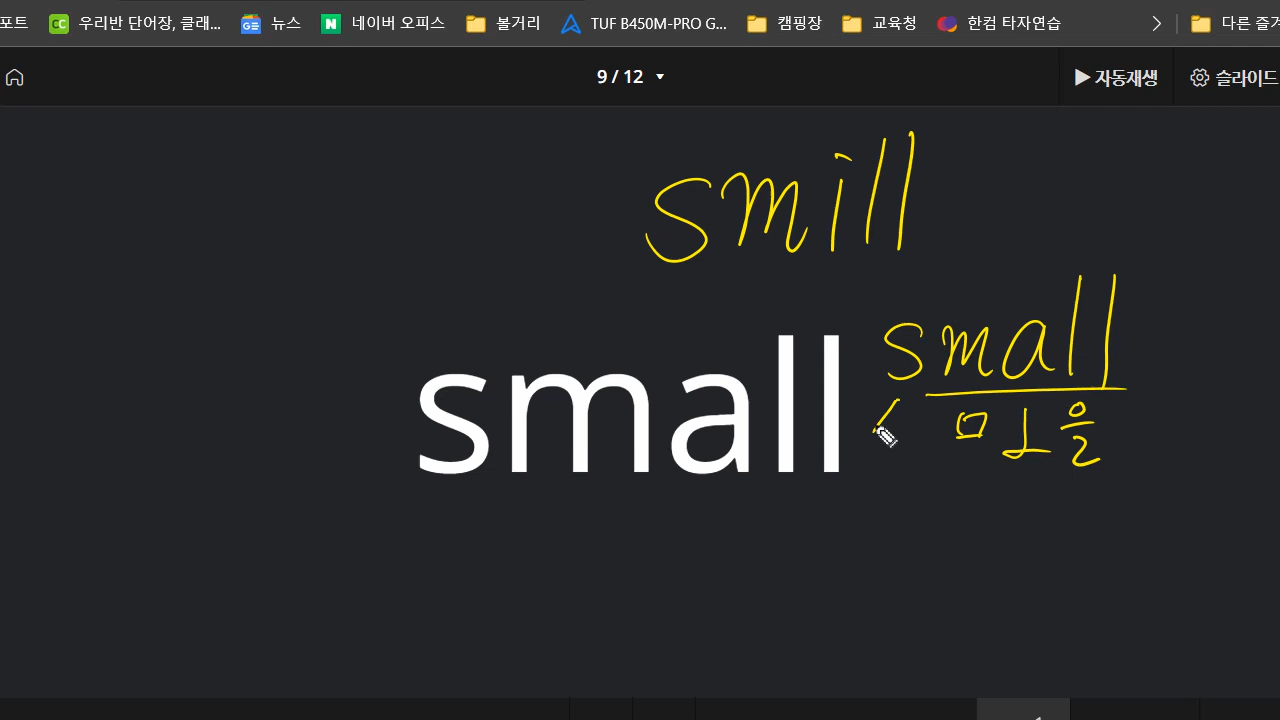 포트 우리반 단어장, 클래... 뉴스 네이버 오피스 볼거리 TUF B450M-PRO G... 캠핑장 교육청 한컴 타자연습 다른 즐겨
9 / 12 자동재생 슬라이드
smill
small
small
ㅁㅗ을